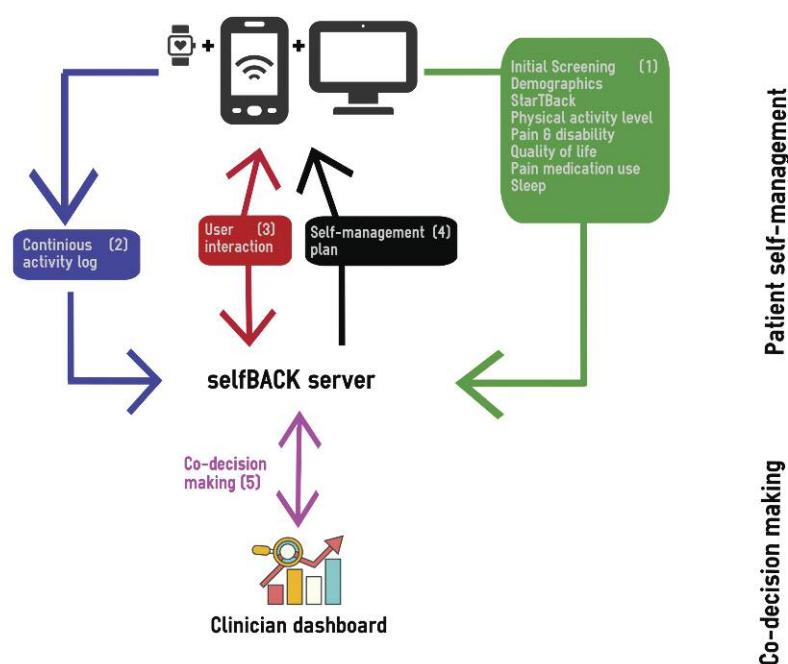 Initial Screening (1)
Demographics
StarTBack
Physical activity level
Pain & disability
Quality of life
Pain medication use
Sleep
Continious (2)
activity log
User (3)
interaction
Self-management (4)
plan
selfBACK server
Co-decision
making (5)
Clinician dashboard
Patient self-management
Co-decision making